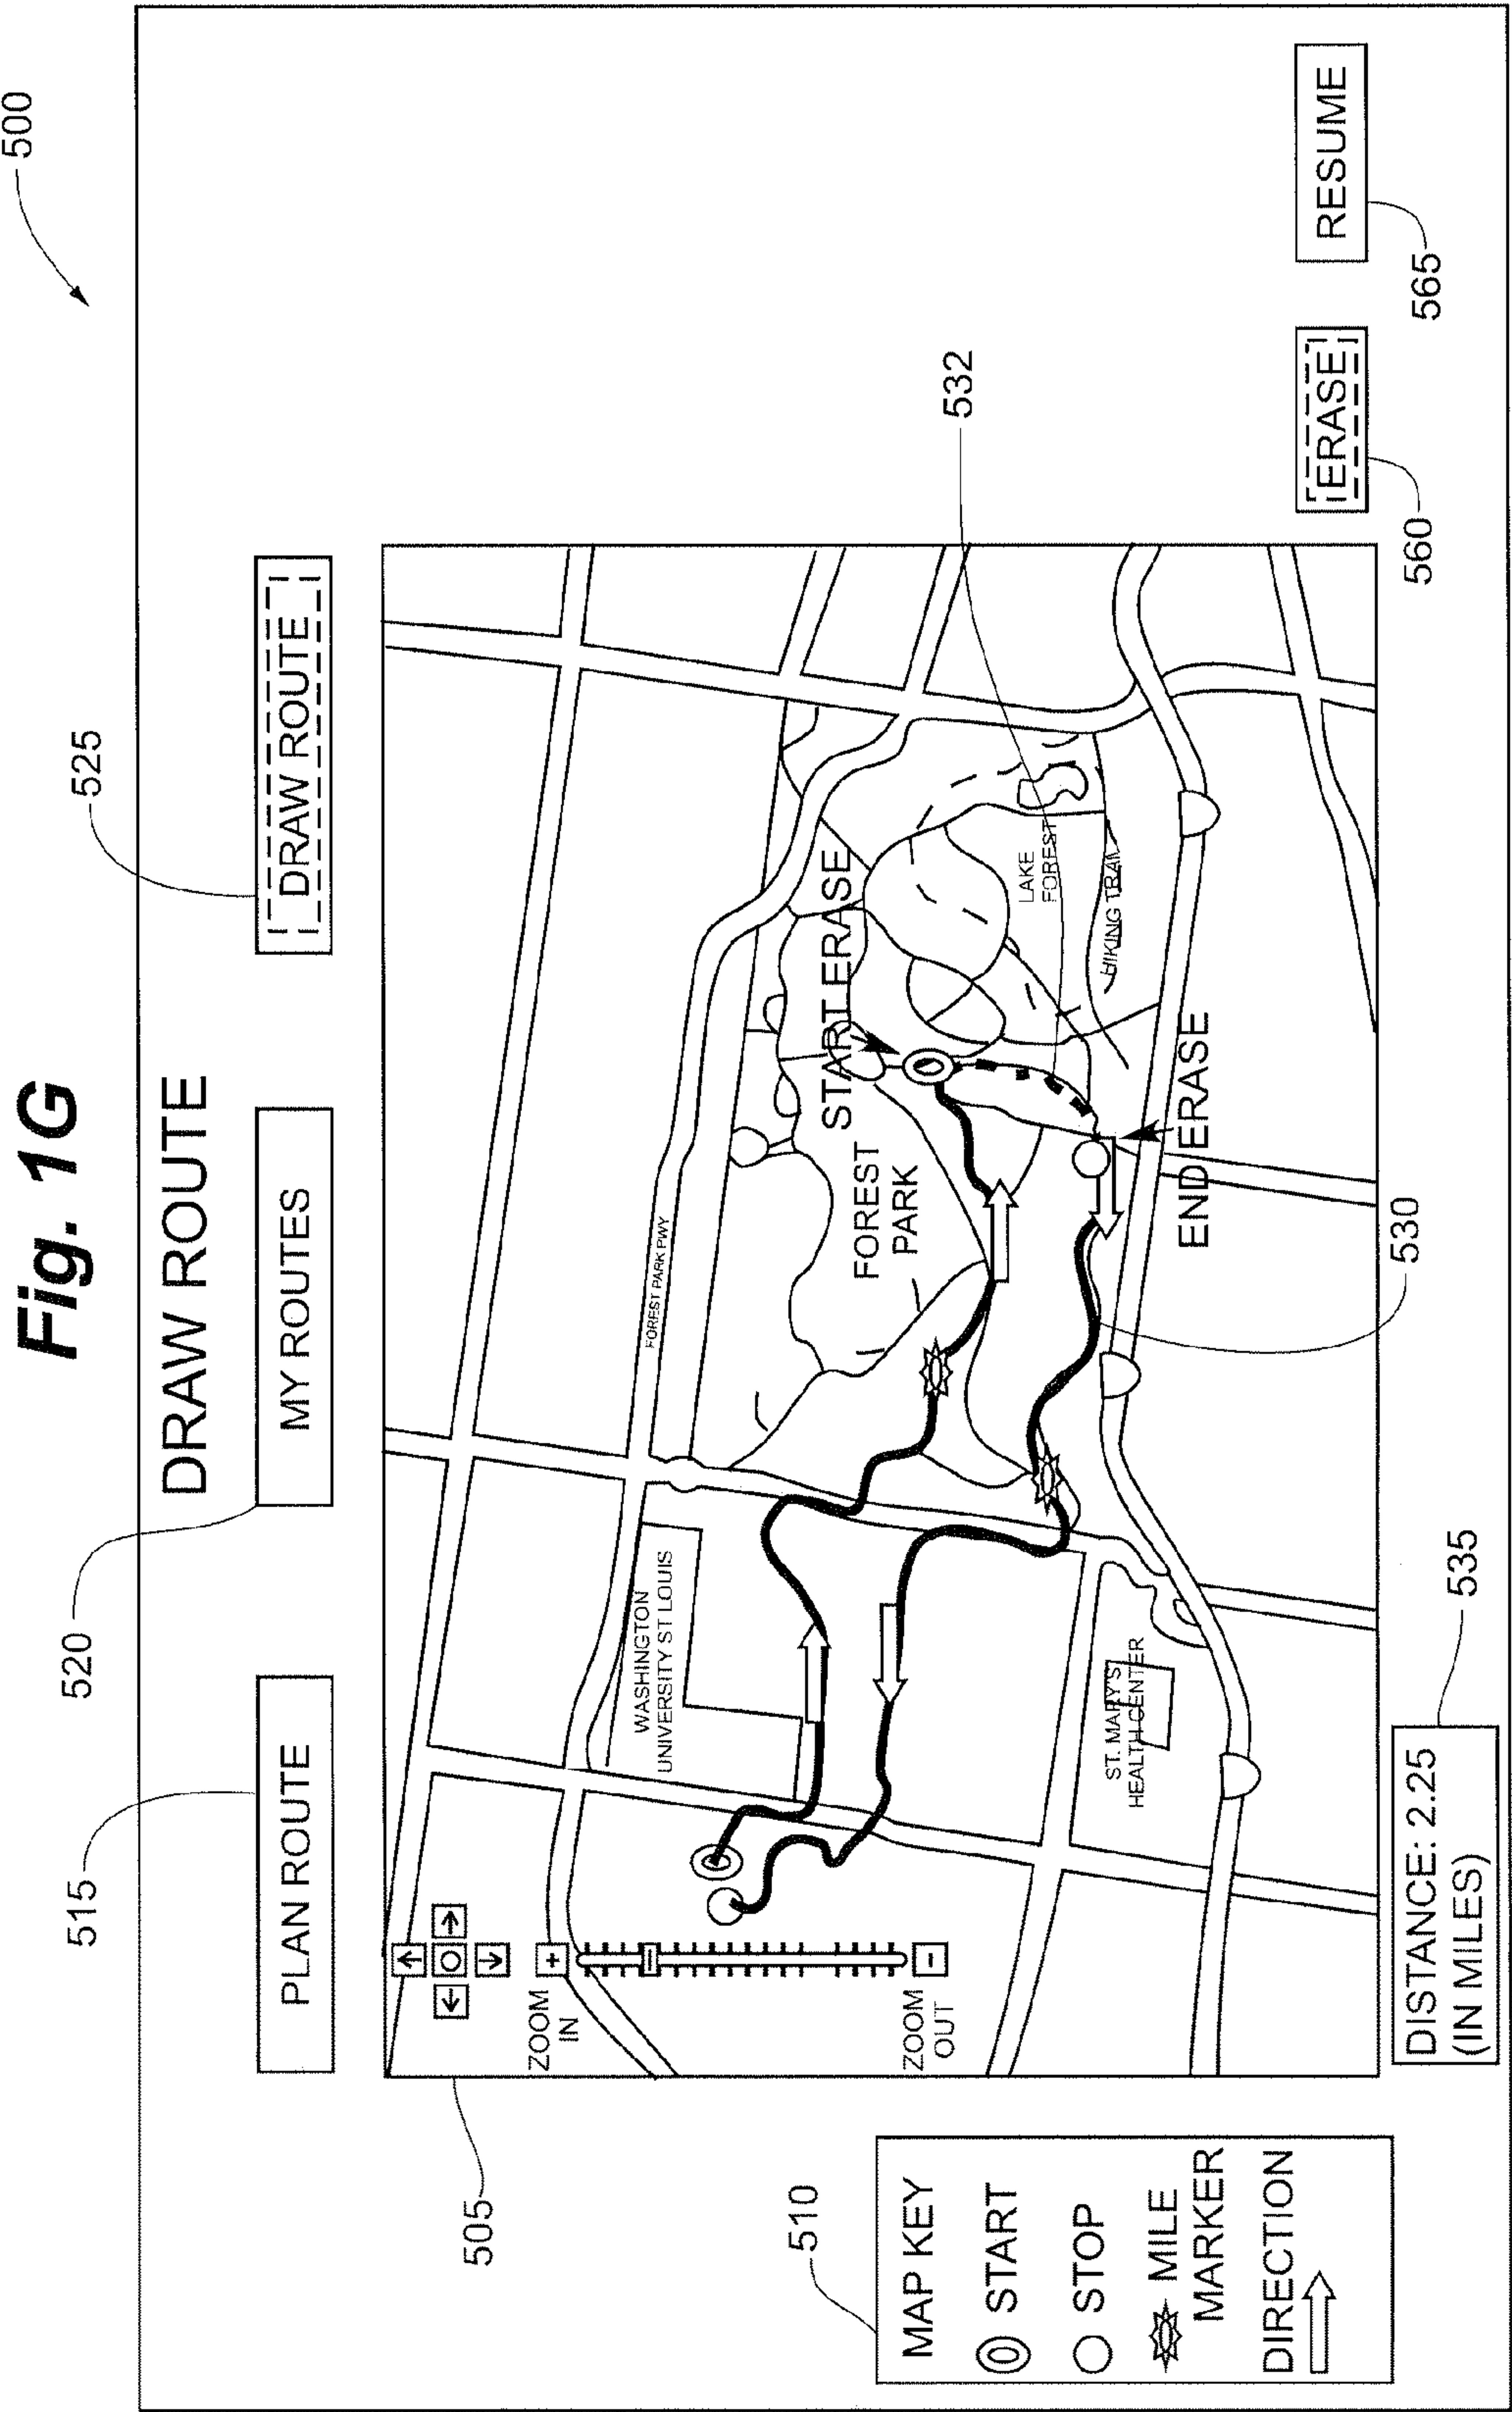 Fig. 1G
500
DRAW ROUTE
515
520
525
PLAN ROUTE
MY ROUTES
DRAW ROUTE
505
ZOOM
IN
ZOOM
OUT
WASHINGTON
UNIVERSITY ST LOUIS
FOREST PARK PWY
FOREST
PARK
START ERASE
LAKE
FOREST
HIKING TRAIL
END ERASE
ST. MARY'S
HEALTH CENTER
532
530
510
MAP KEY
START
STOP
MILE
MARKER
DIRECTION
DISTANCE: 2.25
(IN MILES)
535
ERASE
560
RESUME
565